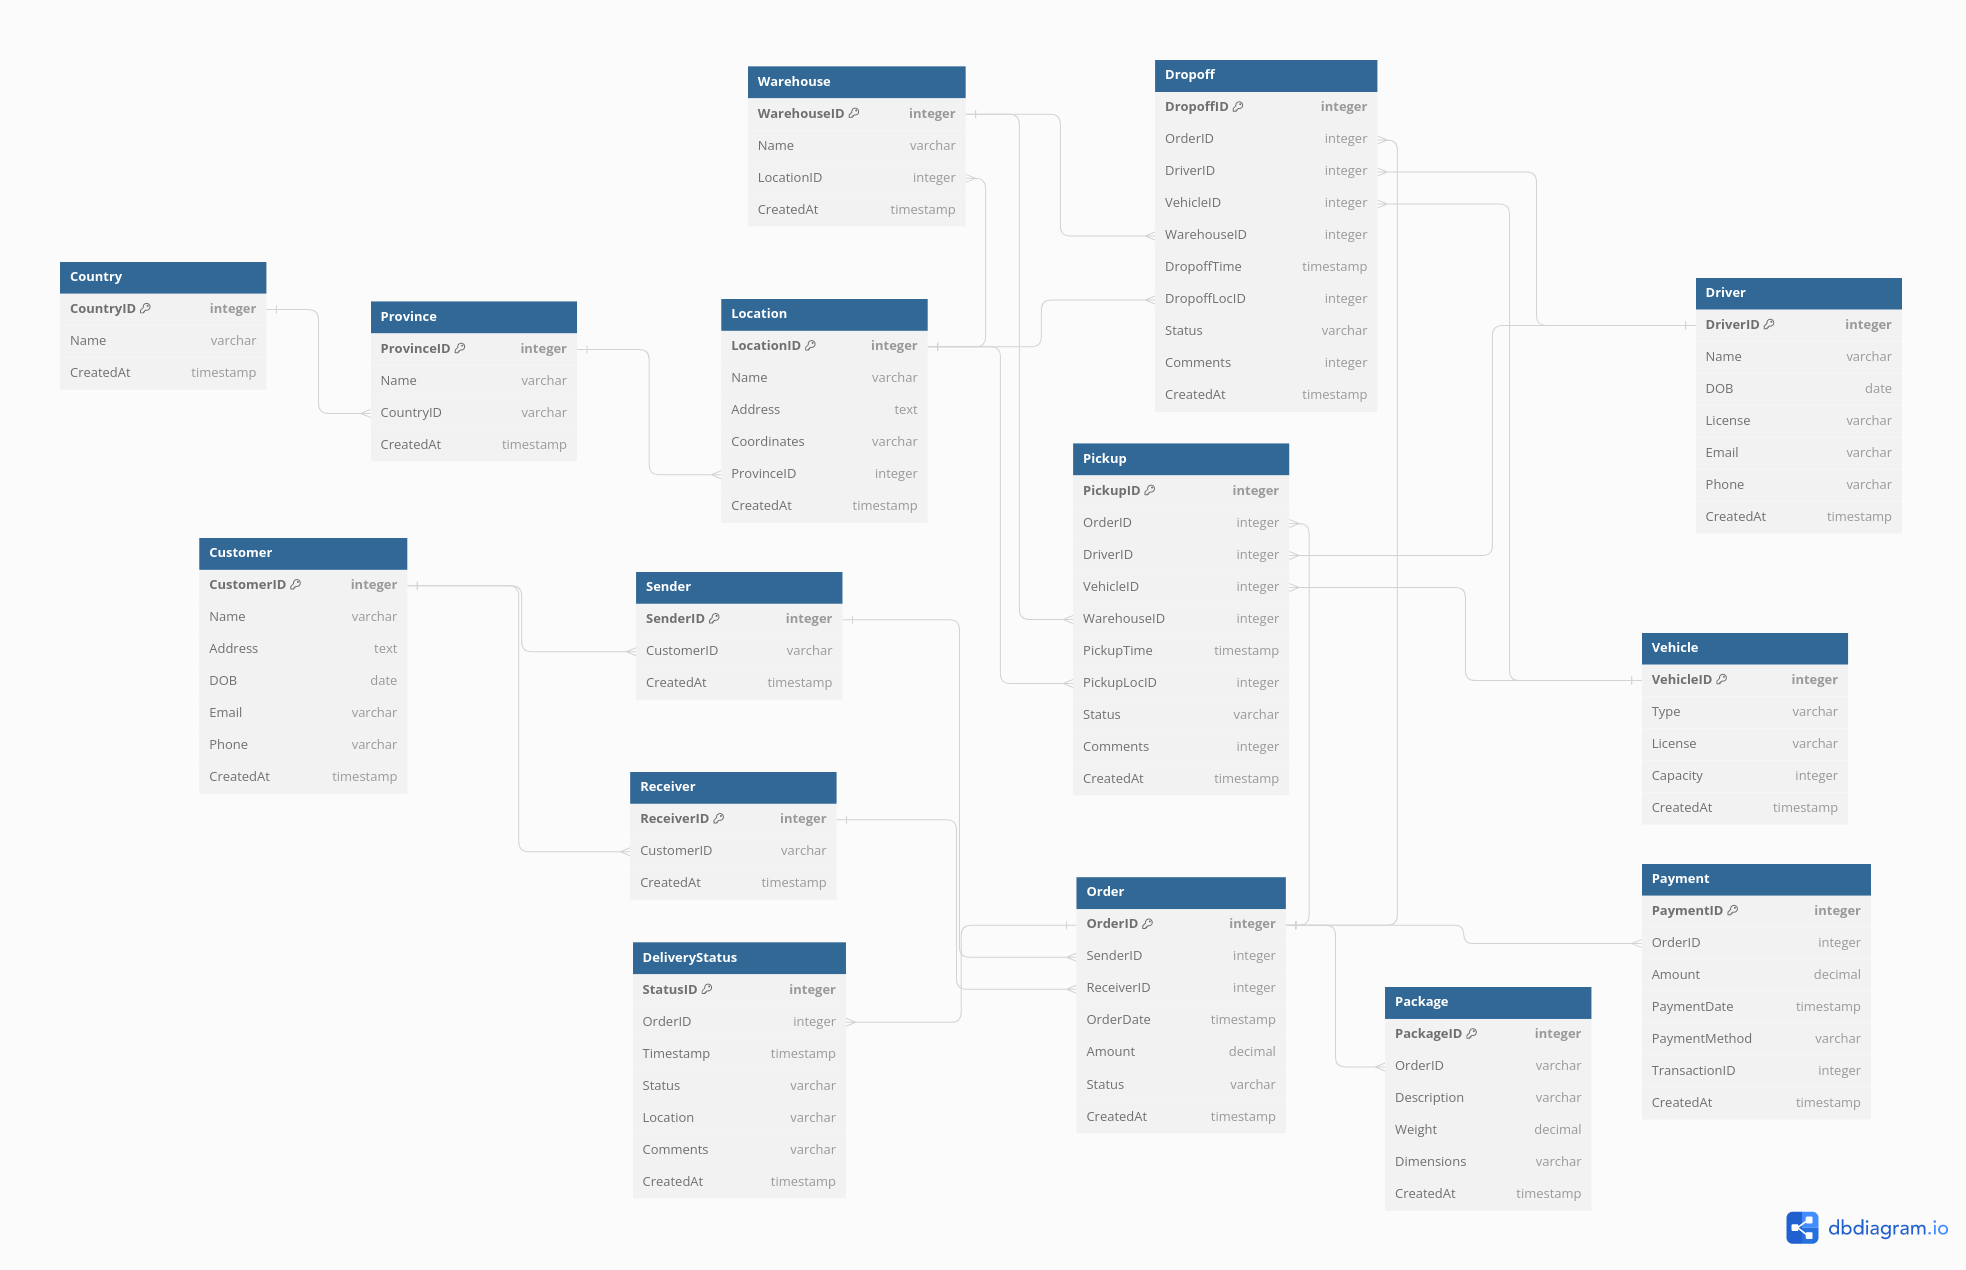 Warehouse
WarehouseID integer
Name varchar
LocationID integer
CreatedAt timestamp
Dropoff
DropoffID integer
OrderID integer
DriverID integer
VehicleID integer
WarehouseID integer
DropoffTime timestamp
DropoffLocID integer
Status varchar
Comments integer
CreatedAt timestamp
Country
CountryID integer
Name varchar
CreatedAt timestamp
Province
ProvinceID integer
Name varchar
CountryID varchar
CreatedAt timestamp
Location
LocationID integer
Name varchar
Address text
Coordinates varchar
ProvinceID integer
CreatedAt timestamp
Driver
DriverID integer
Name varchar
DOB date
License varchar
Email varchar
Phone varchar
CreatedAt timestamp
Pickup
PickupID integer
OrderID integer
DriverID integer
VehicleID integer
WarehouseID integer
PickupTime timestamp
PickupLocID integer
Status varchar
Comments integer
CreatedAt timestamp
Customer
CustomerID integer
Name varchar
Address text
DOB date
Email varchar
Phone varchar
CreatedAt timestamp
Sender
SenderID integer
CustomerID varchar
CreatedAt timestamp
Vehicle
VehicleID integer
Type varchar
License varchar
Capacity integer
CreatedAt timestamp
Receiver
ReceiverID integer
CustomerID varchar
CreatedAt timestamp
Order
OrderID integer
SenderID integer
ReceiverID integer
OrderDate timestamp
Amount decimal
Status varchar
CreatedAt timestamp
Payment
PaymentID integer
OrderID integer
Amount decimal
PaymentDate timestamp
PaymentMethod varchar
TransactionID integer
CreatedAt timestamp
DeliveryStatus
StatusID integer
OrderID integer
Timestamp timestamp
Status varchar
Location varchar
Comments varchar
CreatedAt timestamp
Package
PackageID integer
OrderID varchar
Description varchar
Weight decimal
Dimensions varchar
CreatedAt timestamp
dbdiagram.io